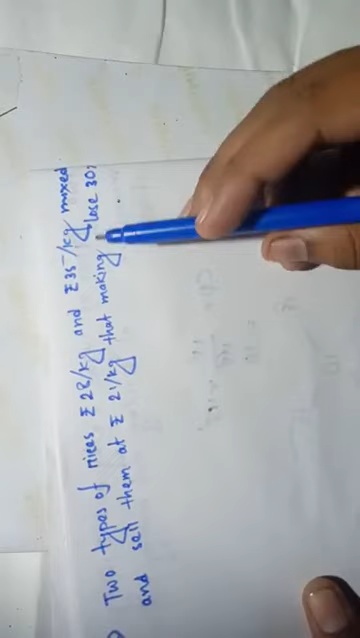 Two types of rices ₹28/kg and ₹35/kg mixed
and sell them at ₹ 21/kg that making lose 30%